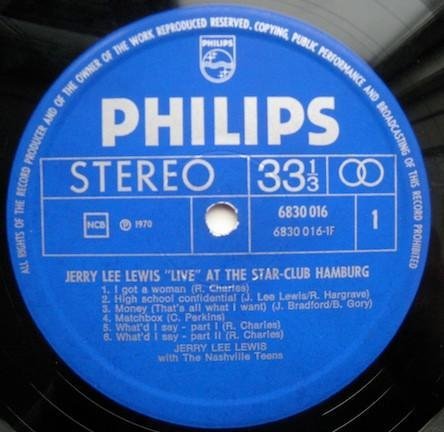 ALL RIGHTS OF THE RECORD PRODUCER AND OF THE OWNER OF THE WORK REPRODUCED RESERVED. COPYING, PUBLIC PERFORMANCE AND BROADCASTING OF THIS RECORD PROHIBITED
PHILIPS
PHILIPS
STEREO 33 1/3
NCB ℗ 1970 6830 016 1
6830 016-1F
JERRY LEE LEWIS "LIVE" AT THE STAR-CLUB HAMBURG
1. I got a woman (R. Charles)
2. High school confidential (J. Lee Lewis/R. Hargrave)
3. Money (That's all what I want) (J. Bradford/B. Gory)
4. Matchbox (C. Perkins)
5. What'd I say - part I (R. Charles)
6. What'd I say - part II (R. Charles)
JERRY LEE LEWIS
with The Nashville Teens